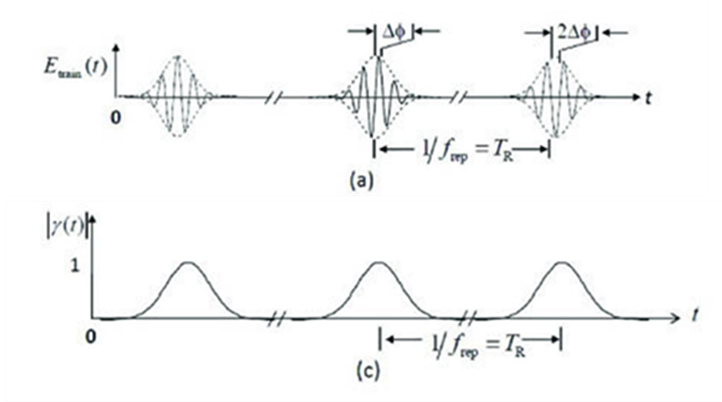 Δϕ
2Δϕ
E_train(t)
0
t
1/f_rep = T_R
(a)
|γ(t)|
1
0
t
1/f_rep = T_R
(c)